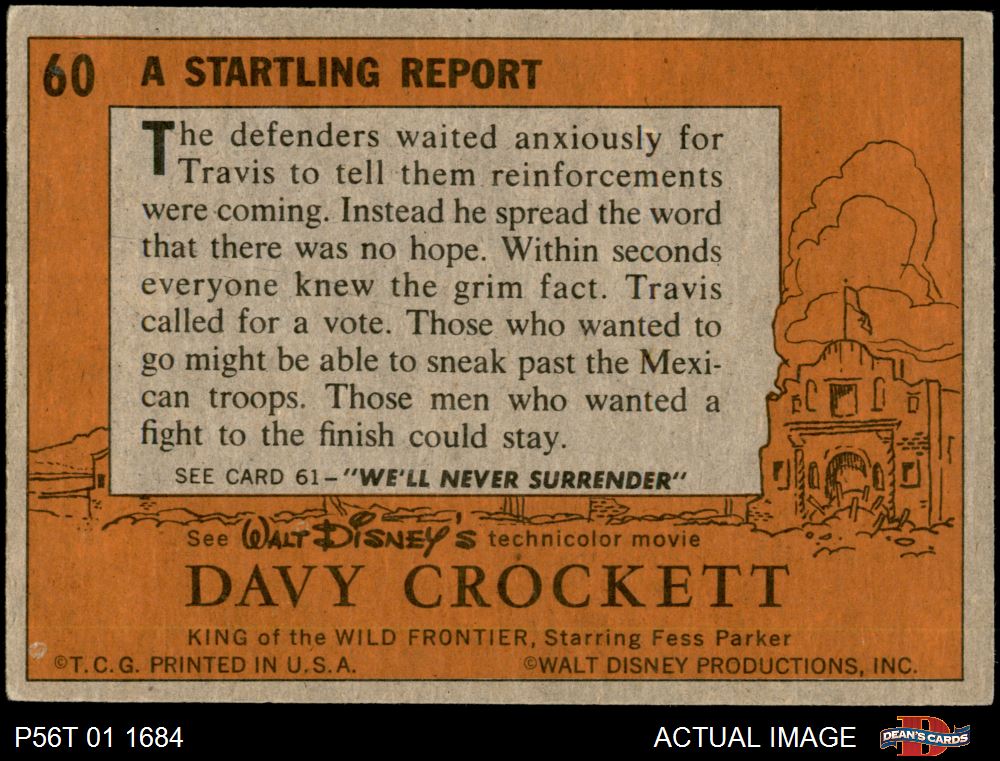 60 A STARTLING REPORT
The defenders waited anxiously for
Travis to tell them reinforcements
were coming. Instead he spread the word
that there was no hope. Within seconds
everyone knew the grim fact. Travis
called for a vote. Those who wanted to
go might be able to sneak past the Mexi-
can troops. Those men who wanted a
fight to the finish could stay.
SEE CARD 61-"WE'LL NEVER SURRENDER"
See WALT DISNEY'S technicolor movie
DAVY CROCKETT
KING of the WILD FRONTIER, Starring Fess Parker
©T.C.G. PRINTED IN U.S.A. ©WALT DISNEY PRODUCTIONS, INC.
P56T 01 1684 ACTUAL IMAGE DEAN'S CARDS